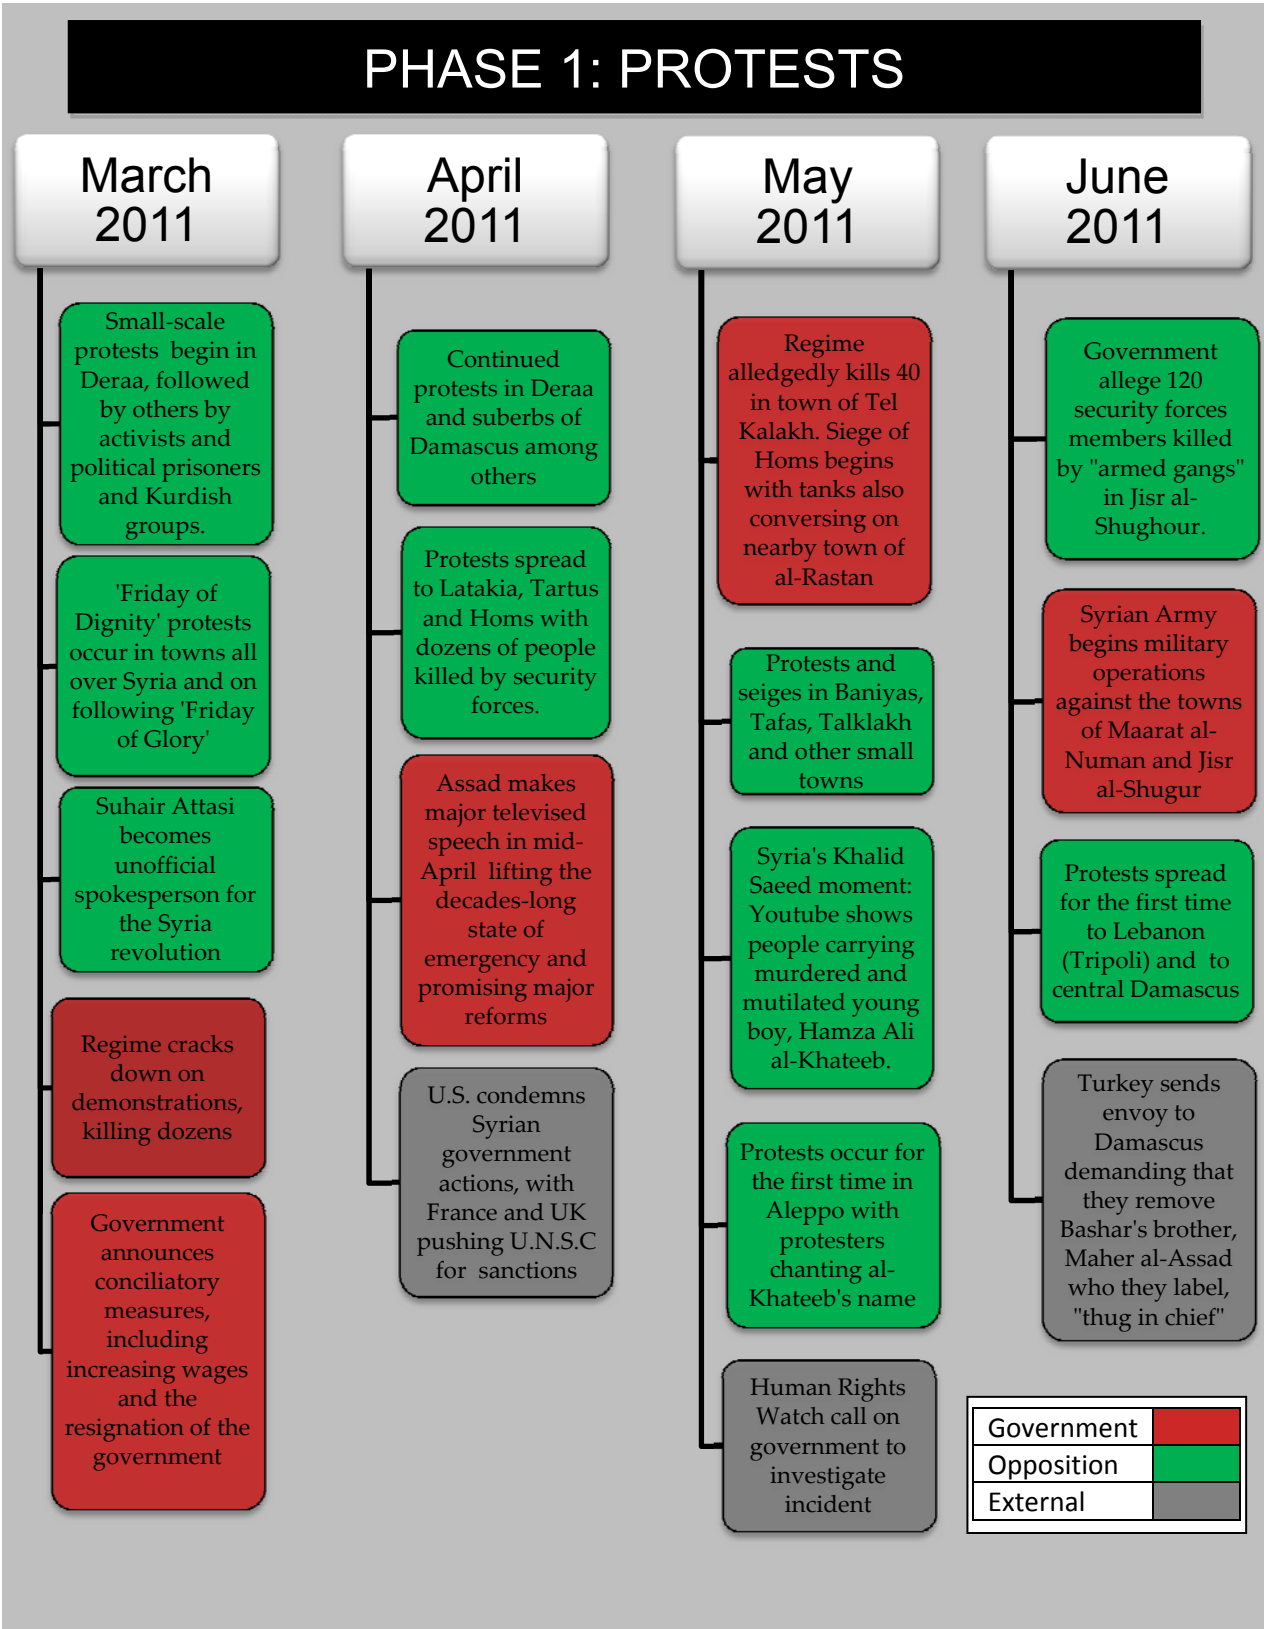 PHASE 1: PROTESTS
March
2011
Small-scale
protests begin in
Deraa, followed
by others by
activists and
political prisoners
and Kurdish
groups.
'Friday of
Dignity' protests
occur in towns all
over Syria and on
following 'Friday
of Glory'
Suhair Attasi
becomes
unofficial
spokesperson for
the Syria
revolution
Regime cracks
down on
demonstrations,
killing dozens
Government
announces
conciliatory
measures,
including
increasing wages
and the
resignation of the
government
April
2011
Continued
protests in Deraa
and suberbs of
Damascus among
others
Protests spread
to Latakia, Tartus
and Homs with
dozens of people
killed by security
forces.
Assad makes
major televised
speech in mid-
April lifting the
decades-long
state of
emergency and
promising major
reforms
U.S. condemns
Syrian
government
actions, with
France and UK
pushing U.N.S.C
for sanctions
May
2011
Regime
alledgedly kills 40
in town of Tel
Kalakh. Siege of
Homs begins
with tanks also
conversing on
nearby town of
al-Rastan
Protests and
seiges in Baniyas,
Tafas, Talklakh
and other small
towns
Syria's Khalid
Saeed moment:
Youtube shows
people carrying
murdered and
mutilated young
boy, Hamza Ali
al-Khateeb.
Protests occur for
the first time in
Aleppo with
protesters
chanting al-
Khateeb's name
Human Rights
Watch call on
government to
investigate
incident
June
2011
Government
allege 120
security forces
members killed
by "armed gangs"
in Jisr al-
Shughour.
Syrian Army
begins military
operations
against the towns
of Maarat al-
Numan and Jisr
al-Shugur
Protests spread
for the first time
to Lebanon
(Tripoli) and to
central Damascus
Turkey sends
envoy to
Damascus
demanding that
they remove
Bashar's brother,
Maher al-Assad
who they label,
"thug in chief"
Government
Opposition
External